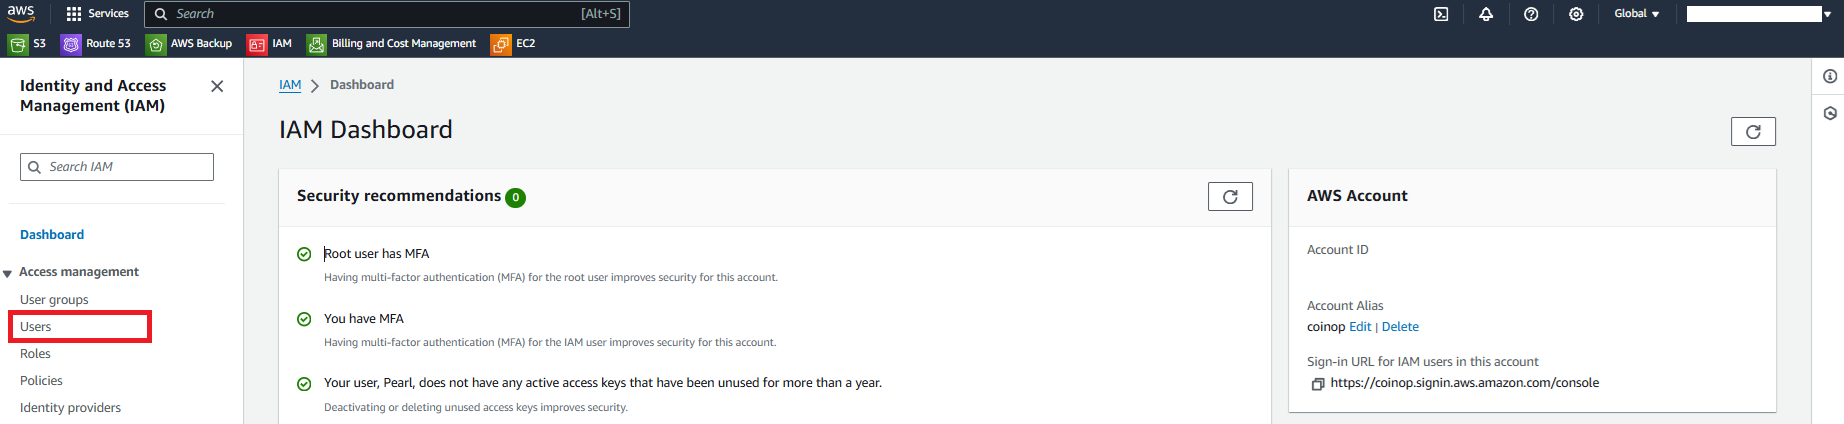 aws
Services
Search
[Alt+S]
Global
S3
Route 53
AWS Backup
IAM
Billing and Cost Management
EC2
Identity and Access
Management (IAM)
Search IAM
Dashboard
Access management
User groups
Users
Roles
Policies
Identity providers
IAM > Dashboard
IAM Dashboard
Security recommendations 0
Root user has MFA
Having multi-factor authentication (MFA) for the root user improves security for this account.
You have MFA
Having multi-factor authentication (MFA) for the IAM user improves security for this account.
Your user, Pearl, does not have any active access keys that have been unused for more than a year.
Deactivating or deleting unused access keys improves security.
AWS Account
Account ID
Account Alias
coinop Edit | Delete
Sign-in URL for IAM users in this account
https://coinop.signin.aws.amazon.com/console